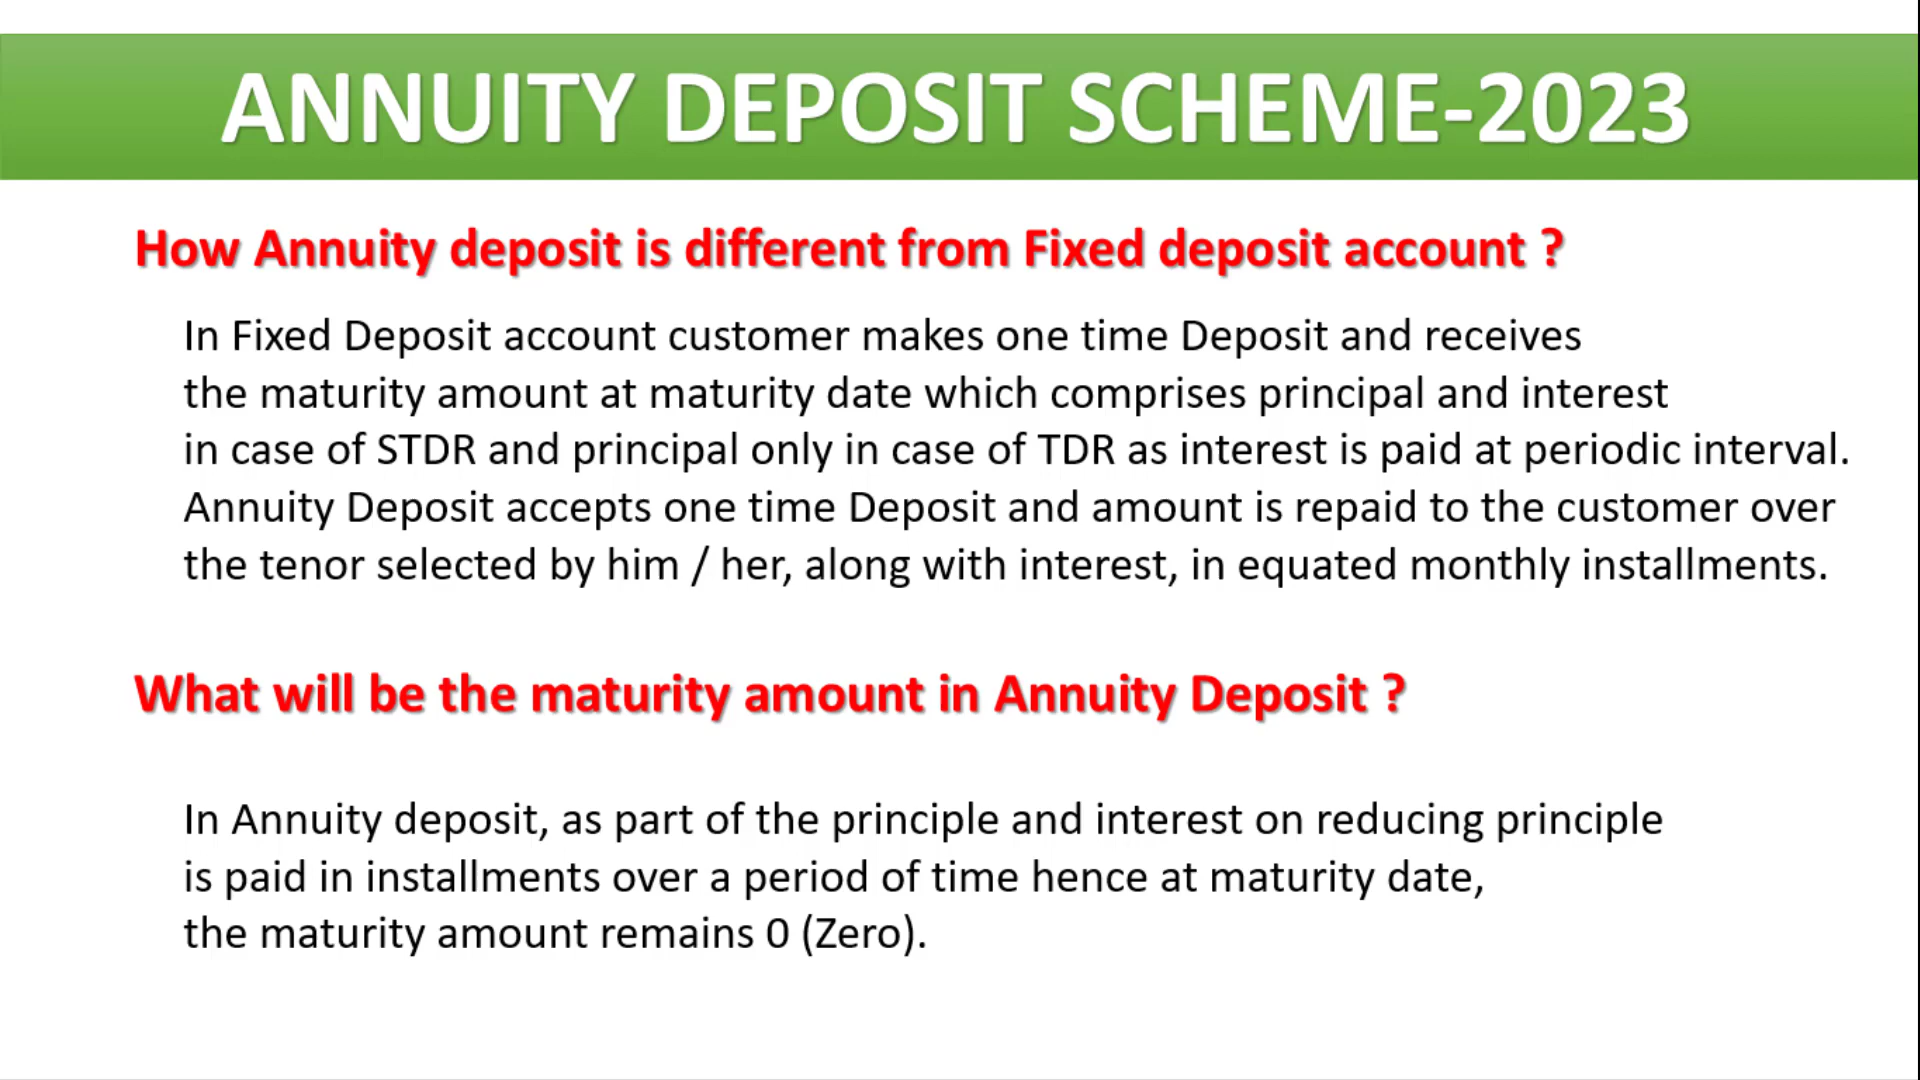 ANNUITY DEPOSIT SCHEME-2023
How Annuity deposit is different from Fixed deposit account ?
In Fixed Deposit account customer makes one time Deposit and receives
the maturity amount at maturity date which comprises principal and interest
in case of STDR and principal only in case of TDR as interest is paid at periodic interval.
Annuity Deposit accepts one time Deposit and amount is repaid to the customer over
the tenor selected by him / her, along with interest, in equated monthly installments.
What will be the maturity amount in Annuity Deposit ?
In Annuity deposit, as part of the principle and interest on reducing principle
is paid in installments over a period of time hence at maturity date,
the maturity amount remains 0 (Zero).